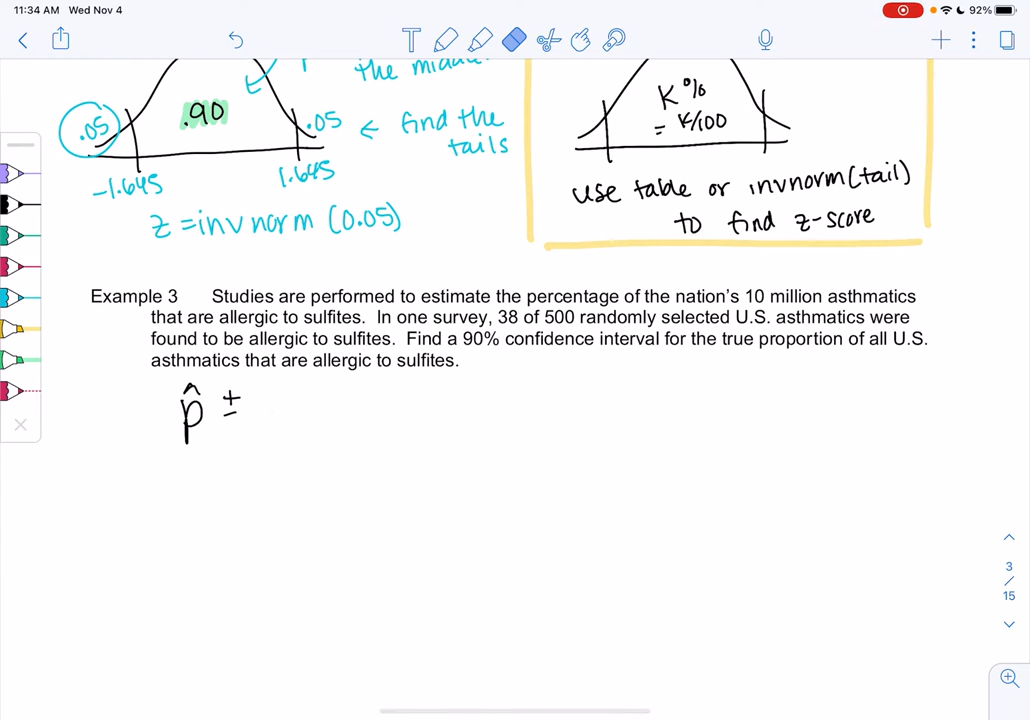 11:34 AM Wed Nov 4
92%
T
the middle.
.90
.05
.05 ← find the
tails
-1.645
1.645
z = invnorm (0.05)
K%
= K/100
use table or invnorm(tail)
to find z-score
Example 3 Studies are performed to estimate the percentage of the nation's 10 million asthmatics
that are allergic to sulfites. In one survey, 38 of 500 randomly selected U.S. asthmatics were
found to be allergic to sulfites. Find a 90% confidence interval for the true proportion of all U.S.
asthmatics that are allergic to sulfites.
p̂ ±
3
/
15